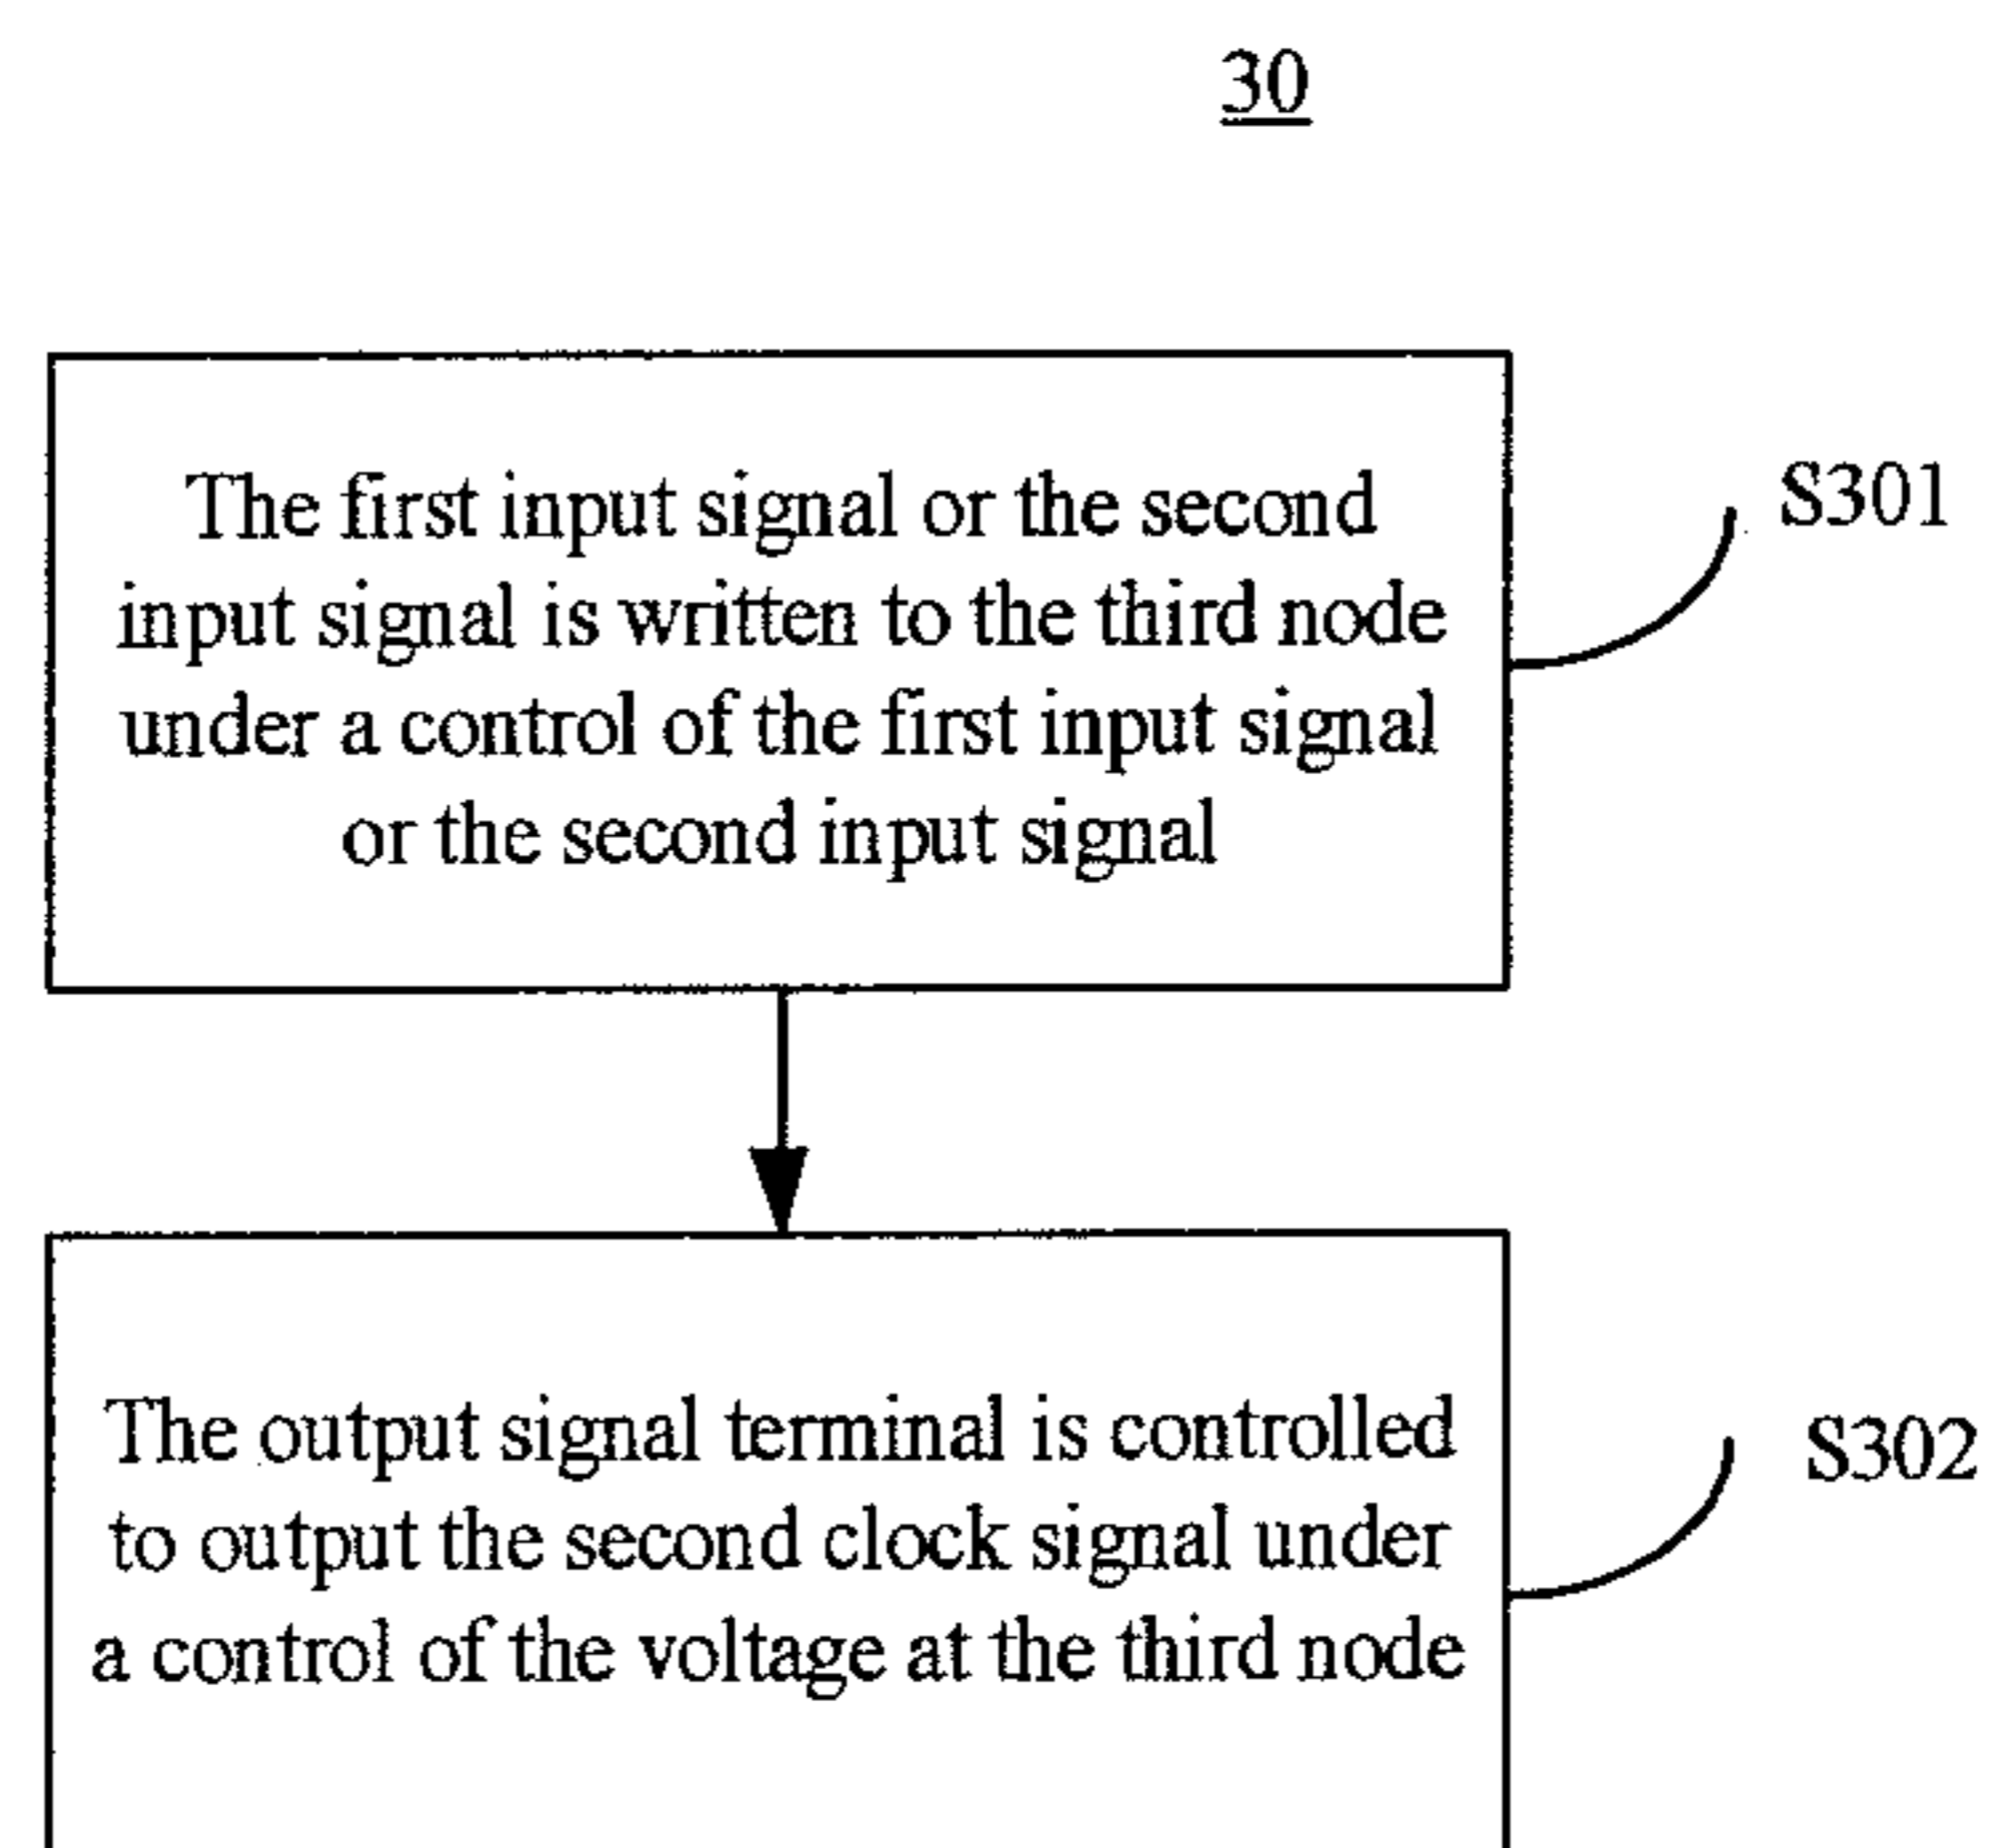 30
The first input signal or the second
input signal is written to the third node
under a control of the first input signal
or the second input signal
S301
The output signal terminal is controlled
to output the second clock signal under
a control of the voltage at the third node
S302